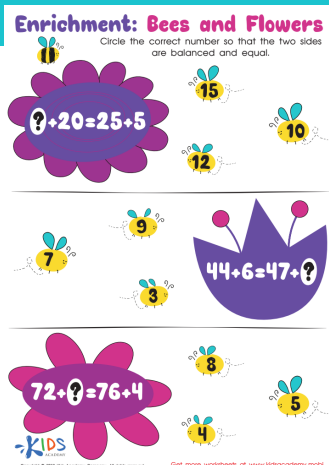 Enrichment: Bees and Flowers
Circle the correct number so that the two sides
are balanced and equal.
?+20=25+5
15
10
12
9
7
3
44+6=47+?
72+?=76+4
8
5
4
KIDS
ACADEMY
Get more worksheets at www.kidsacademy.mobi